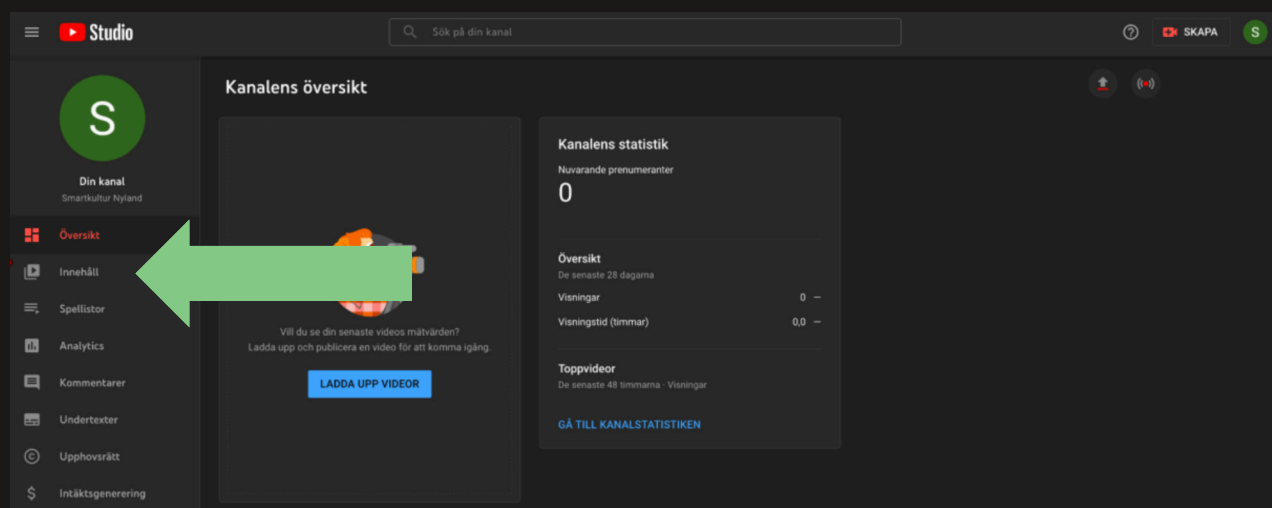 Studio
Sök på din kanal
SKAPA
S
S
Din kanal
Smartkultur Nyland
Översikt
Innehåll
Spellistor
Analytics
Kommentarer
Undertexter
Upphovsrätt
Intäktsgenerering
Kanalens översikt
Vill du se din senaste videos mätvärden?
Ladda upp och publicera en video för att komma igång.
LADDA UPP VIDEOR
Kanalens statistik
Nuvarande prenumeranter
0
Översikt
De senaste 28 dagarna
Visningar 0 —
Visningstid (timmar) 0,0 —
Toppvideor
De senaste 48 timmarna · Visningar
GÅ TILL KANALSTATISTIKEN